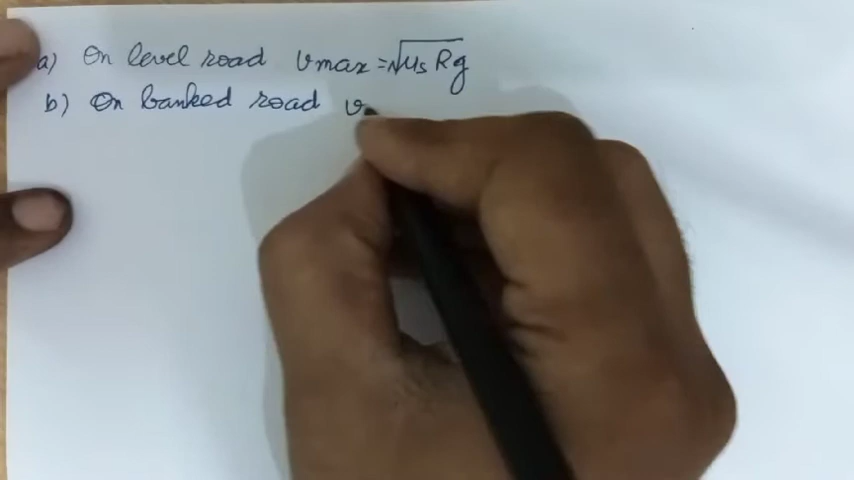 a) On level road vmax = √μs Rg
b) On banked road v